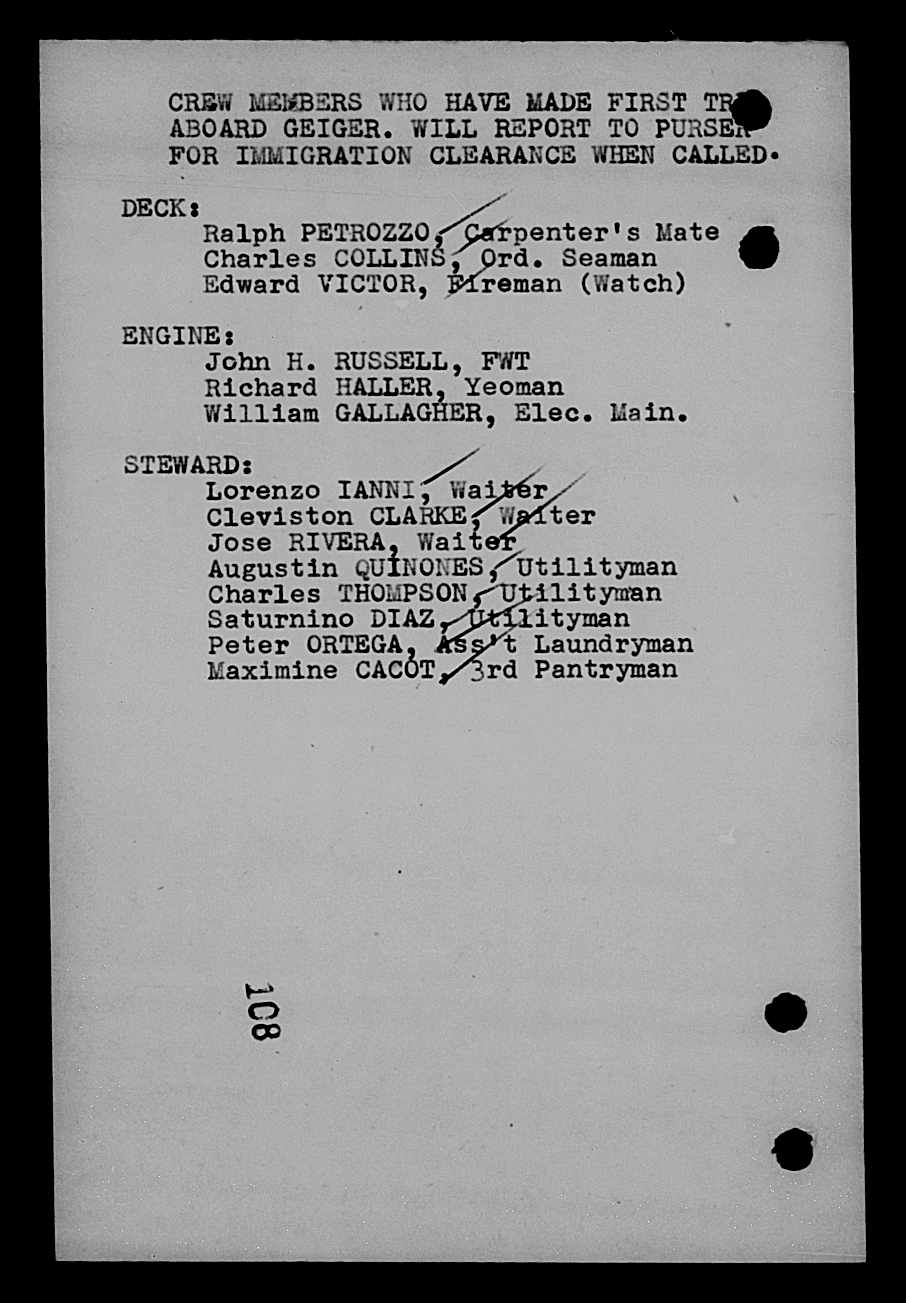 CREW MEMBERS WHO HAVE MADE FIRST
ABOARD GEIGER. WILL REPORT TO PURSER
FOR IMMIGRATION CLEARANCE WHEN CALLED.
DECK:
Ralph PETROZZO, Carpenter's Mate
Charles COLLINS, Ord. Seaman
Edward VICTOR, Fireman (Watch)
ENGINE:
John H. RUSSELL, FWT
Richard HALLER, Yeoman
William GALLAGHER, Elec. Main.
STEWARD:
Lorenzo IANNI, Waiter
Cleviston CLARKE, Waiter
Jose RIVERA, Waiter
Augustin QUINONES, Utilityman
Charles THOMPSON, Utilityman
Saturnino DIAZ, Utilityman
Peter ORTEGA, Ass't Laundryman
Maximine CACOT, 3rd Pantryman
108